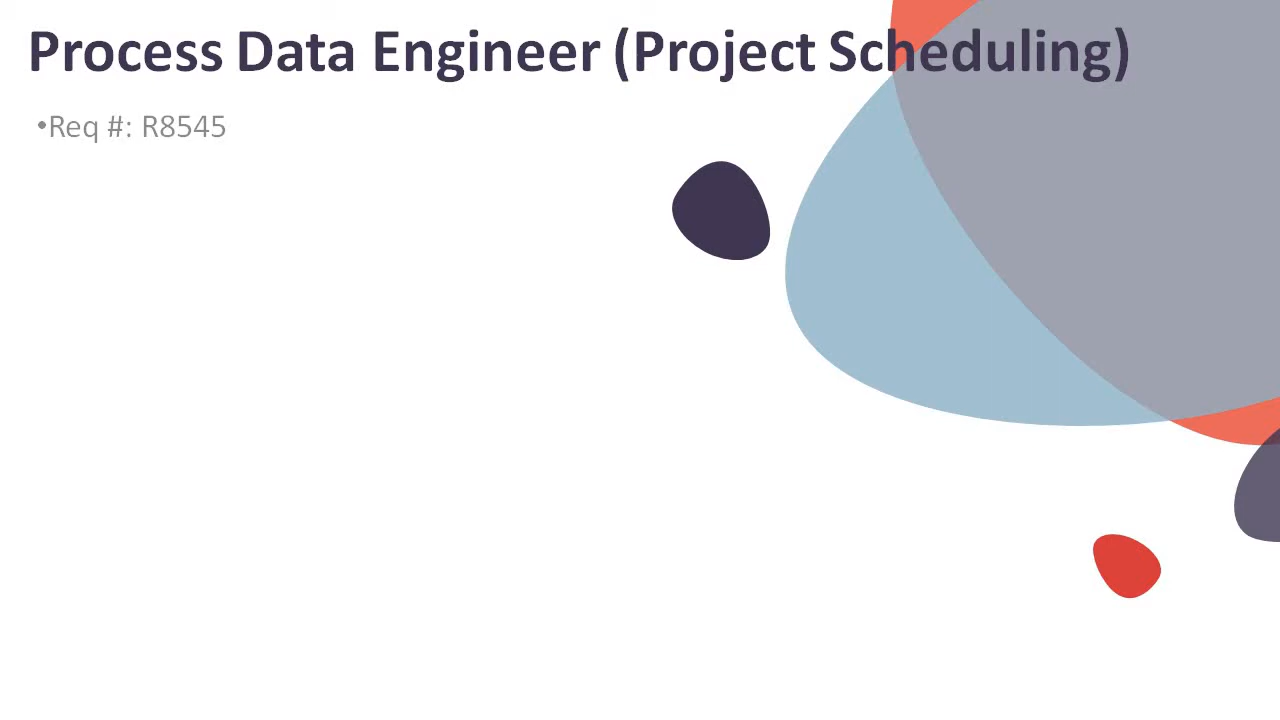 Process Data Engineer (Project Scheduling)
•Req #: R8545